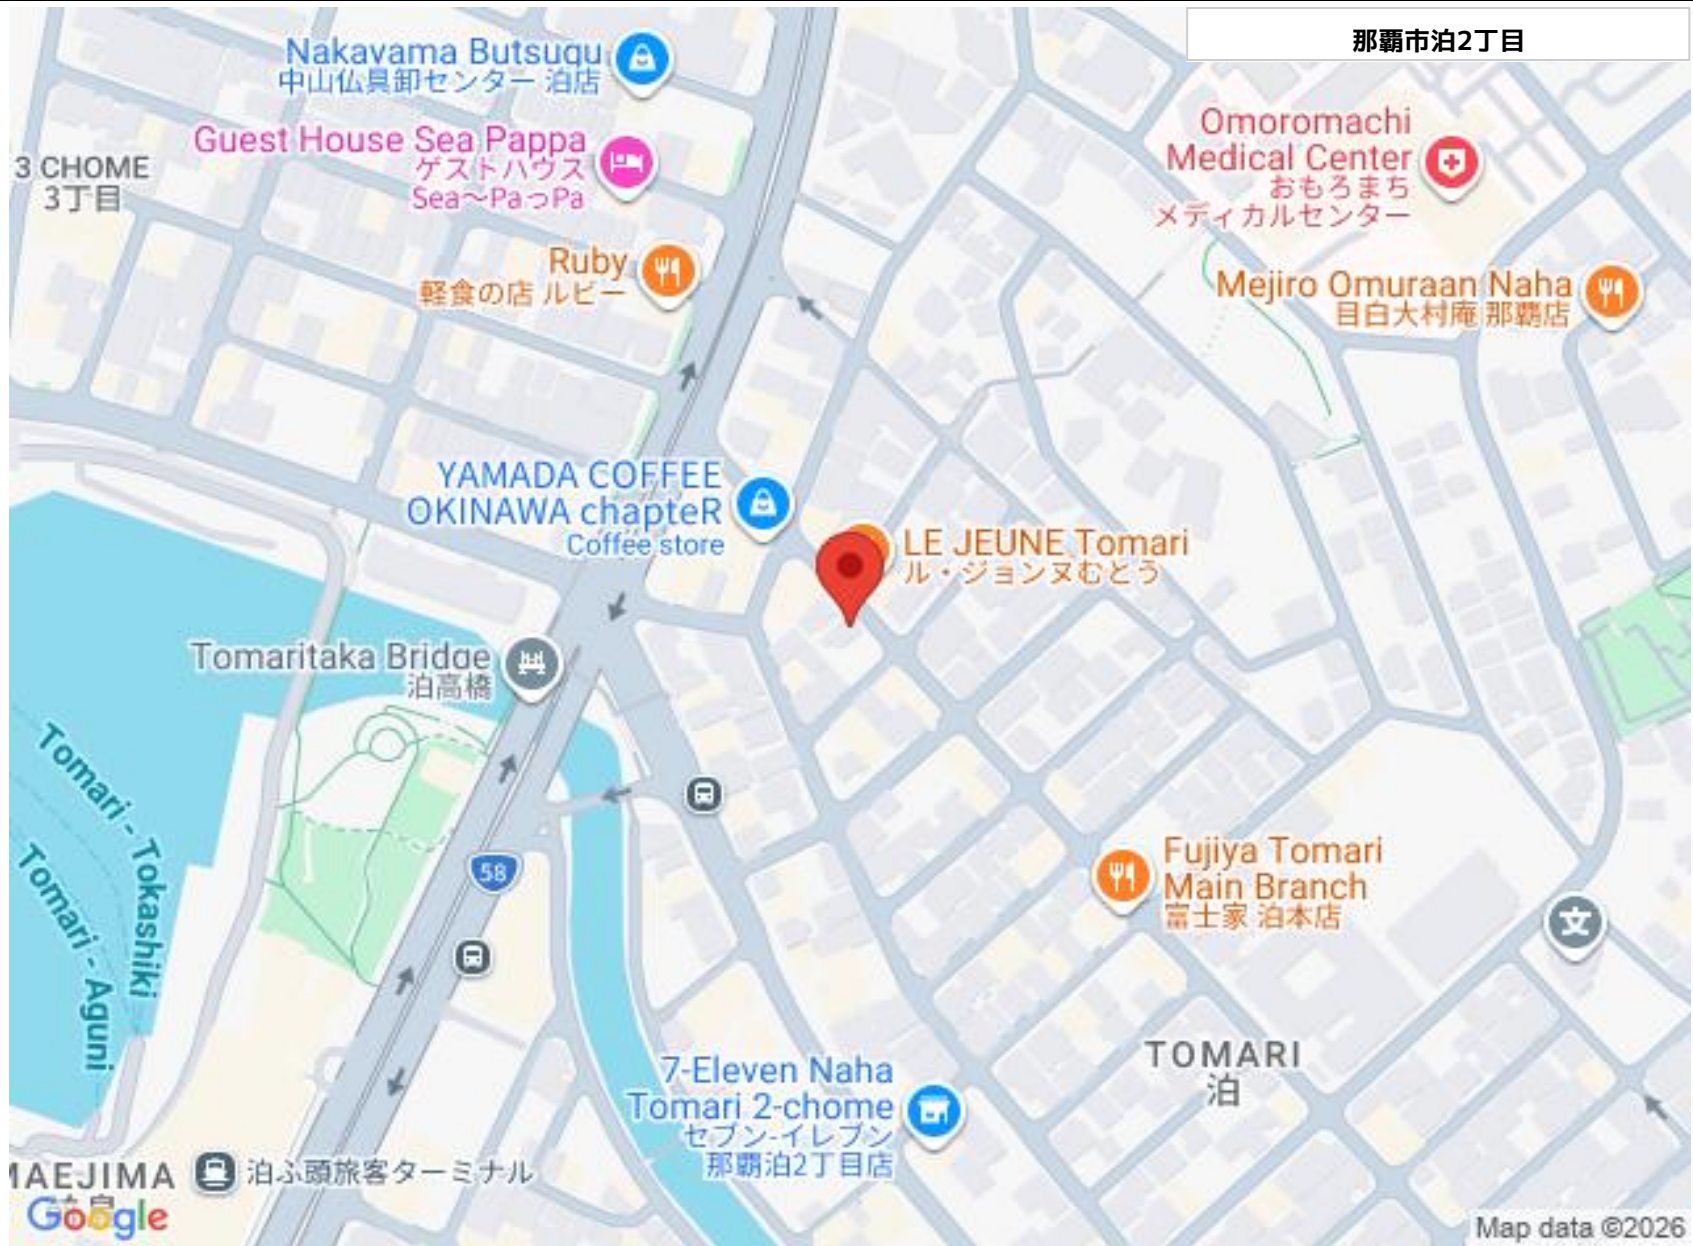 那覇市泊2丁目
Nakayama Butsugu
中山仏具卸センター 泊店
Guest House Sea Pappa
ゲストハウス
Sea〜PaっPa
3 CHOME
3丁目
Omoromachi
Medical Center
おもろまち
メディカルセンター
Ruby
軽食の店 ルビー
Mejiro Omuraan Naha
目白大村庵 那覇店
YAMADA COFFEE
OKINAWA chapteR
Coffee store
LE JEUNE Tomari
ル・ジョンヌむとう
Tomaritaka Bridge
泊高橋
Tomari - Tokashiki
Tomari - Aguni
58
Fujiya Tomari
Main Branch
富士家 泊本店
文
TOMARI
泊
7-Eleven Naha
Tomari 2-chome
セブン-イレブン
那覇泊2丁目店
MAEJIMA
泊ふ頭旅客ターミナル
Google
Map data ©2026